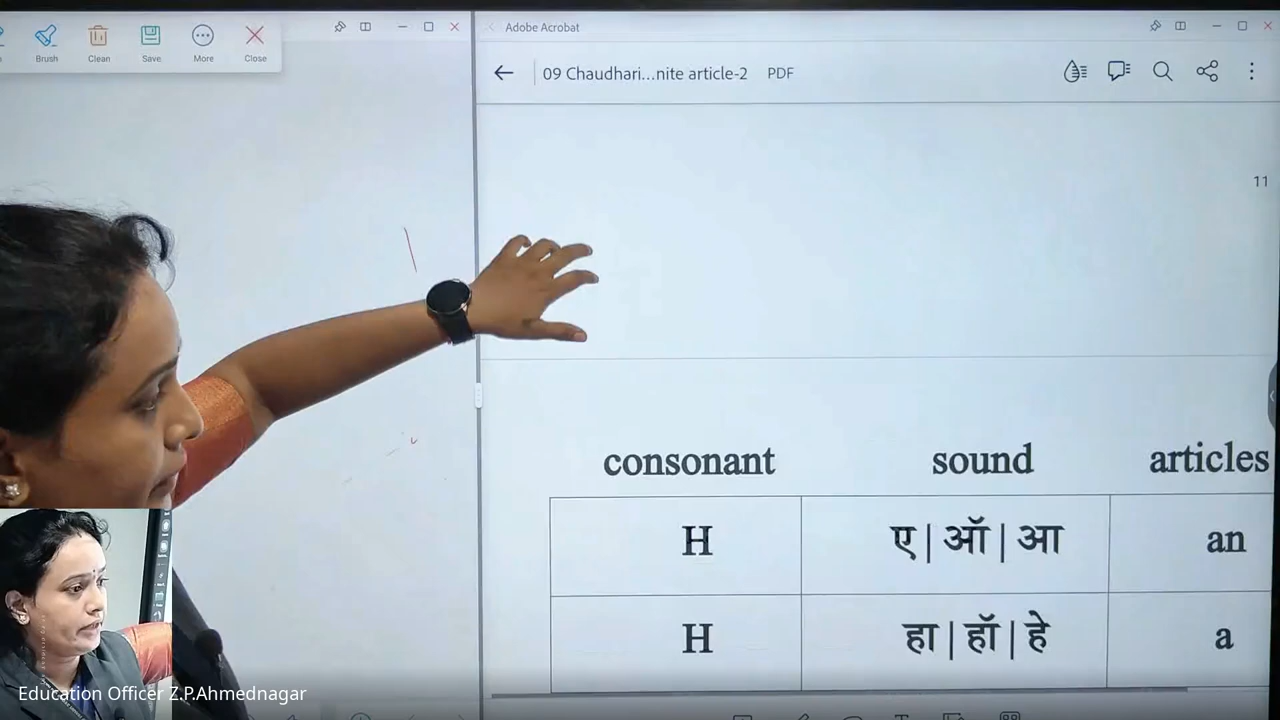 Brush Clean Save More Close
Adobe Acrobat
09 Chaudhari...nite article-2 PDF
11
consonant sound articles
H ए | ऑ | आ an
H हा | हॉ | हे a
Education Officer Z.P.Ahmednagar